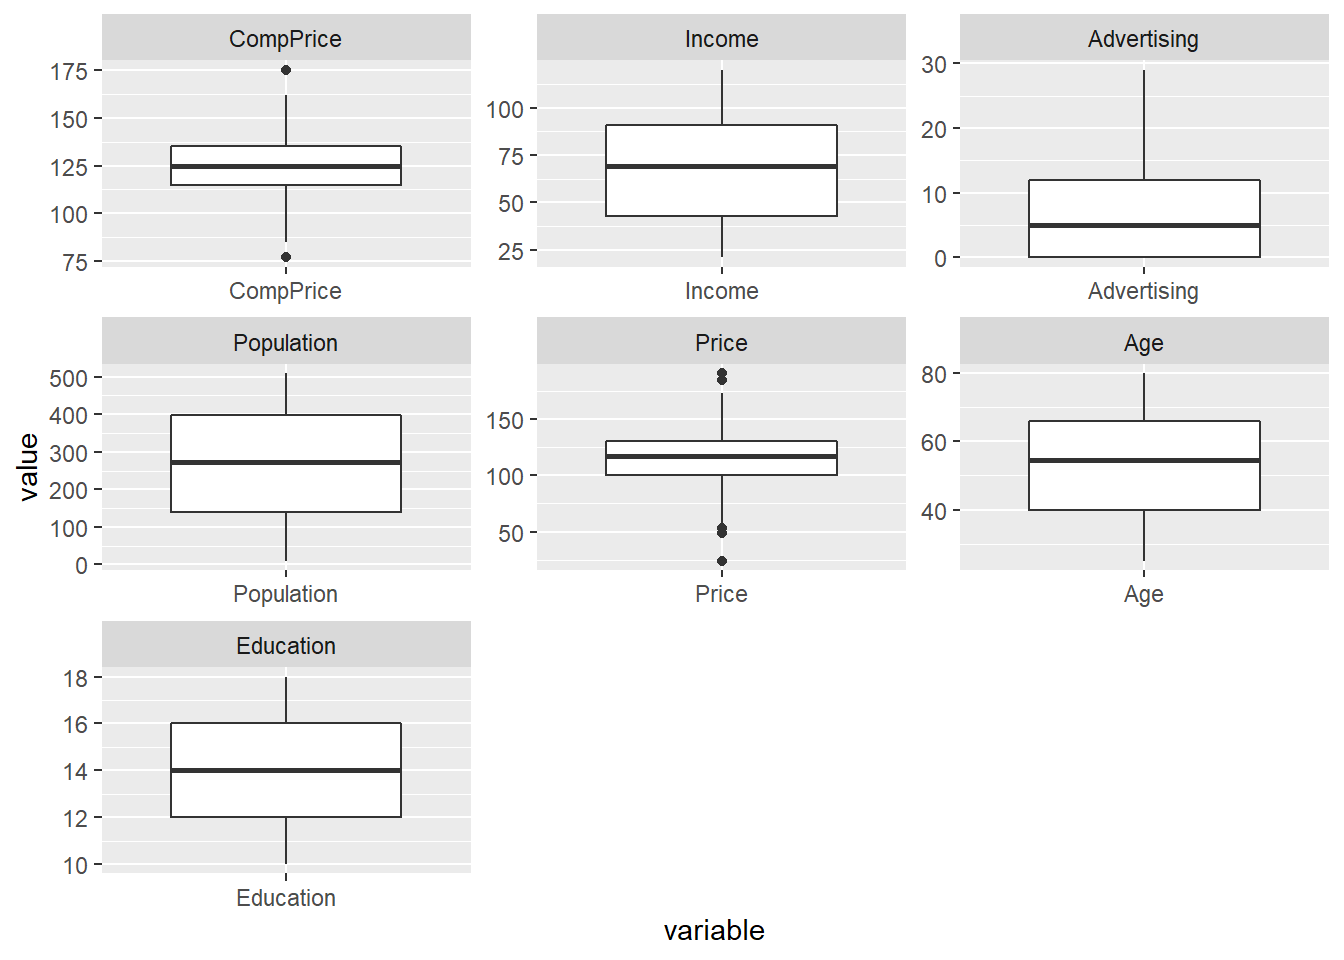 CompPrice
175
150
125
100
75
CompPrice
Income
100
75
50
25
Income
Advertising
30
20
10
0
Advertising
value
Population
500
400
300
200
100
0
Population
Price
150
100
50
Price
Age
80
60
40
Age
Education
18
16
14
12
10
Education
variable